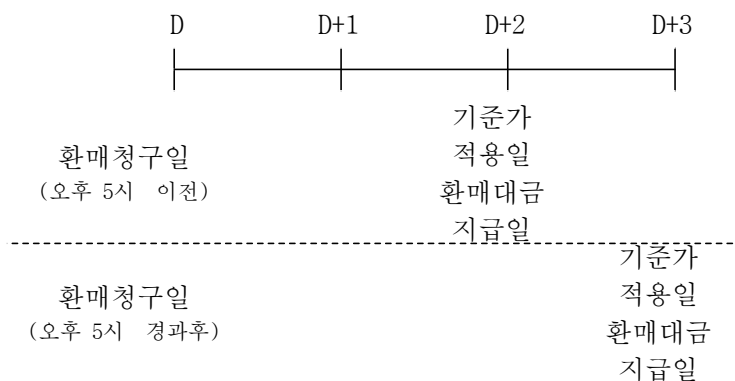 D D+1 D+2 D+3
기준가
적용일
환매청구일
(오후 5시 이전)
환매대금
지급일
기준가
환매청구일
적용일
(오후 5시 경과후)
환매대금
지급일